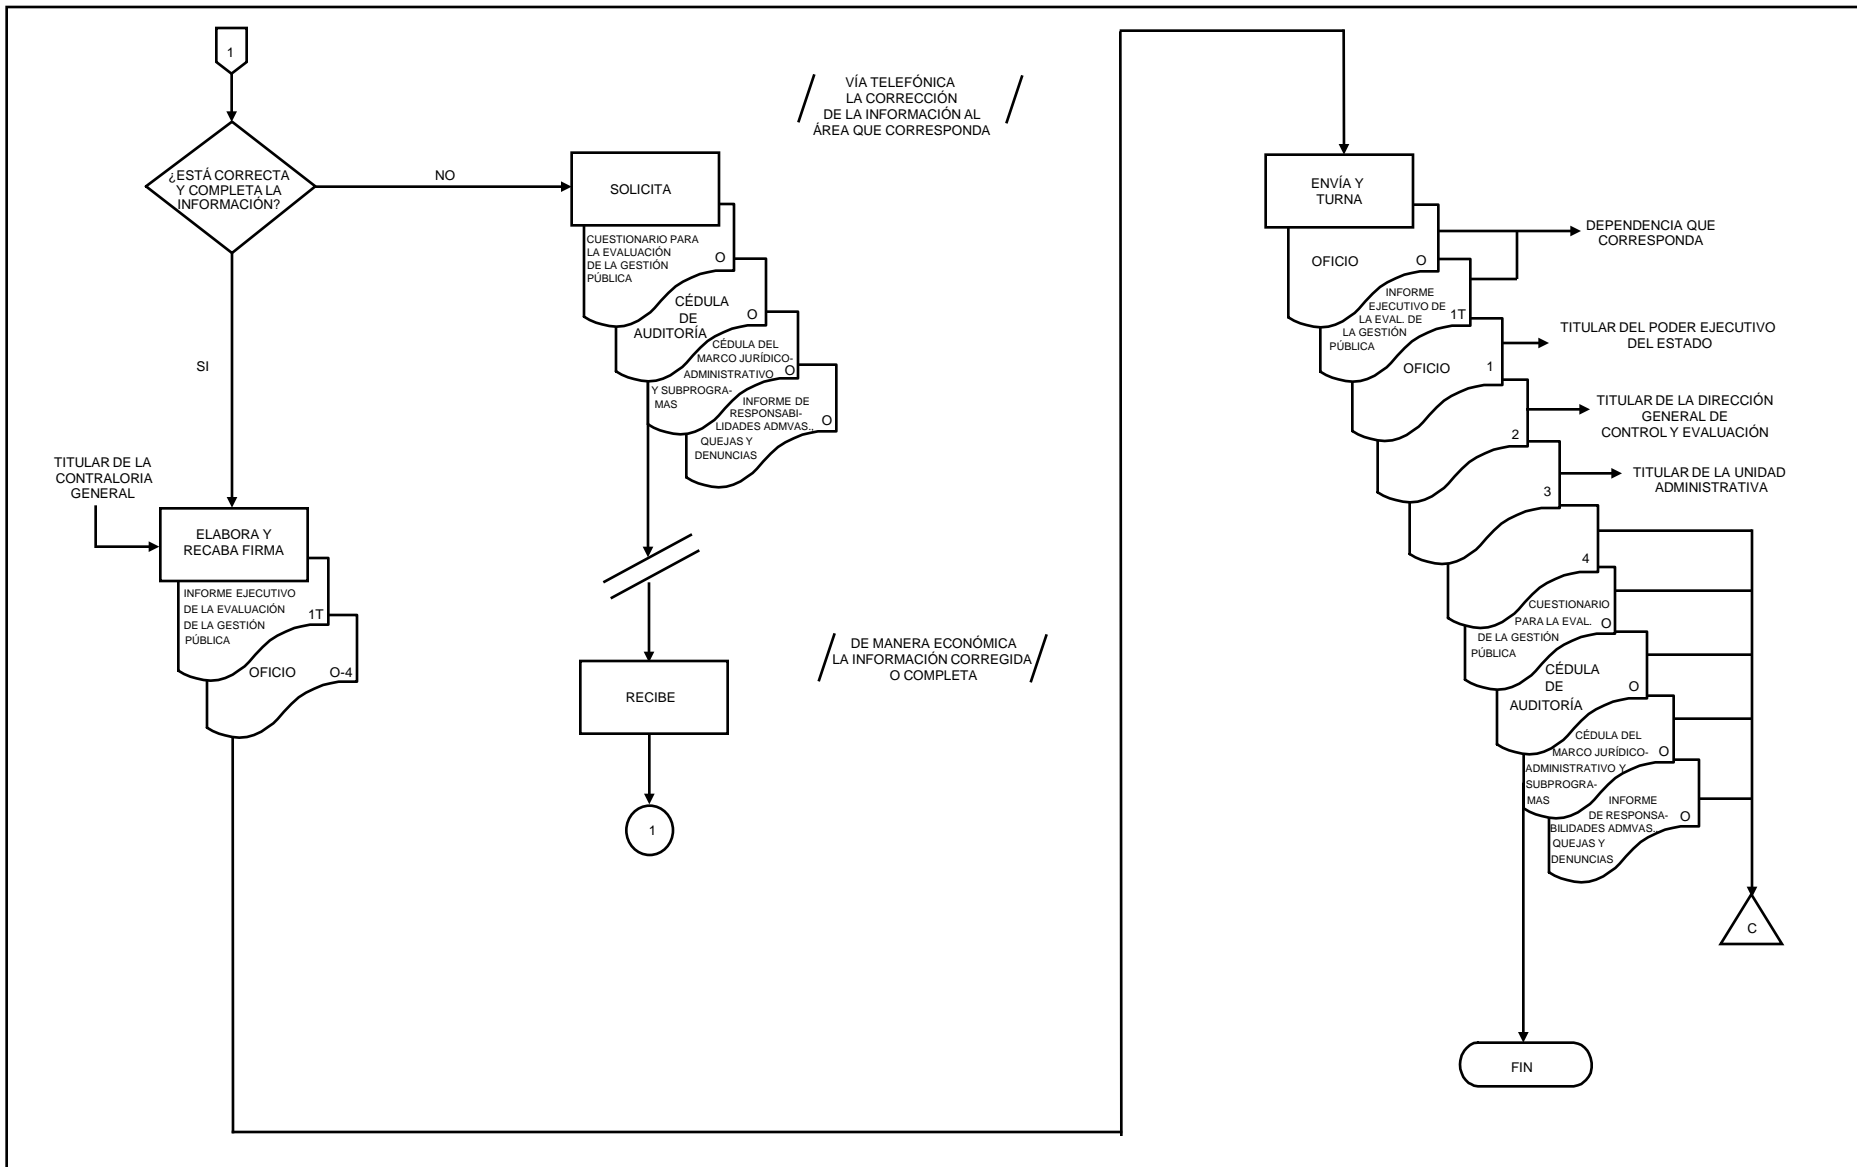 1
¿ESTÁ CORRECTA
Y COMPLETA LA
INFORMACIÓN?
NO
SI
TITULAR DE LA
CONTRALORIA
GENERAL
ELABORA Y
RECABA FIRMA
INFORME EJECUTIVO
DE LA EVALUACIÓN
DE LA GESTIÓN
PÚBLICA
1T
OFICIO
O-4
VÍA TELEFÓNICA
LA CORRECCIÓN
DE LA INFORMACIÓN AL
ÁREA QUE CORRESPONDA
SOLICITA
CUESTIONARIO PARA
LA EVALUACIÓN
DE LA GESTIÓN
PÚBLICA
O
CÉDULA
DE
AUDITORÍA
O
CÉDULA DEL
MARCO JURÍDICO-
ADMINISTRATIVO
Y SUBPROGRA-
MAS
O
INFORME DE
RESPONSABI-
LIDADES ADMVAS..
QUEJAS Y
DENUNCIAS
O
DE MANERA ECONÓMICA
LA INFORMACIÓN CORREGIDA
O COMPLETA
RECIBE
1
ENVÍA Y
TURNA
OFICIO
O
DEPENDENCIA QUE
CORRESPONDA
INFORME
EJECUTIVO DE
LA EVAL. DE
LA GESTIÓN
PÚBLICA
1T
OFICIO
1
TITULAR DEL PODER EJECUTIVO
DEL ESTADO
2
TITULAR DE LA DIRECCIÓN
GENERAL DE
CONTROL Y EVALUACIÓN
3
TITULAR DE LA UNIDAD
ADMINISTRATIVA
4
CUESTIONARIO
PARA LA EVAL.
DE LA GESTIÓN
PÚBLICA
O
CÉDULA
DE
AUDITORÍA
O
CÉDULA DEL
MARCO JURÍDICO-
ADMINISTRATIVO Y
SUBPROGRA-
MAS
O
INFORME
DE RESPONSA-
BILIDADES ADMVAS..
QUEJAS Y
DENUNCIAS
O
C
FIN